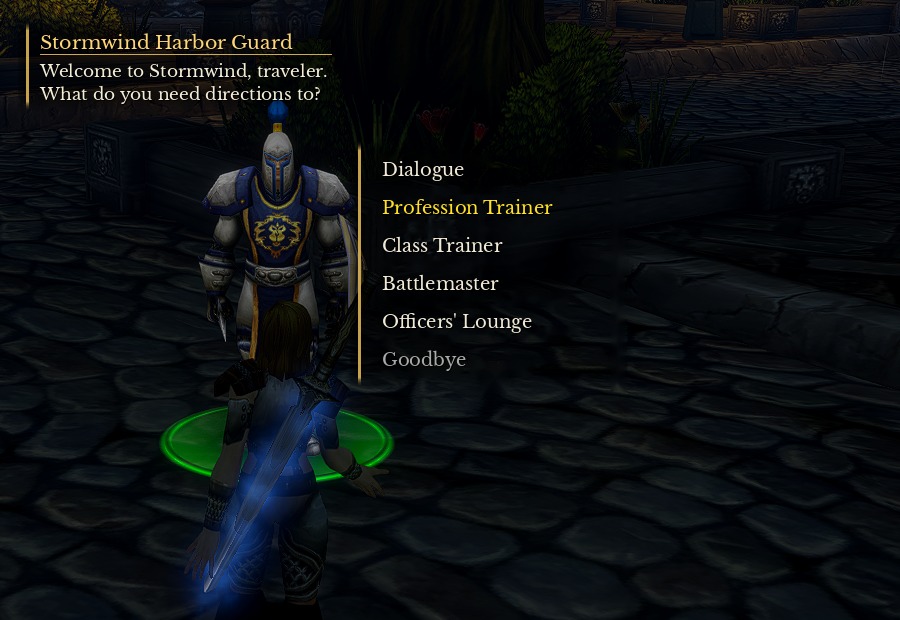 Stormwind Harbor Guard
Welcome to Stormwind, traveler.
What do you need directions to?
Dialogue
Profession Trainer
Class Trainer
Battlemaster
Officers' Lounge
Goodbye